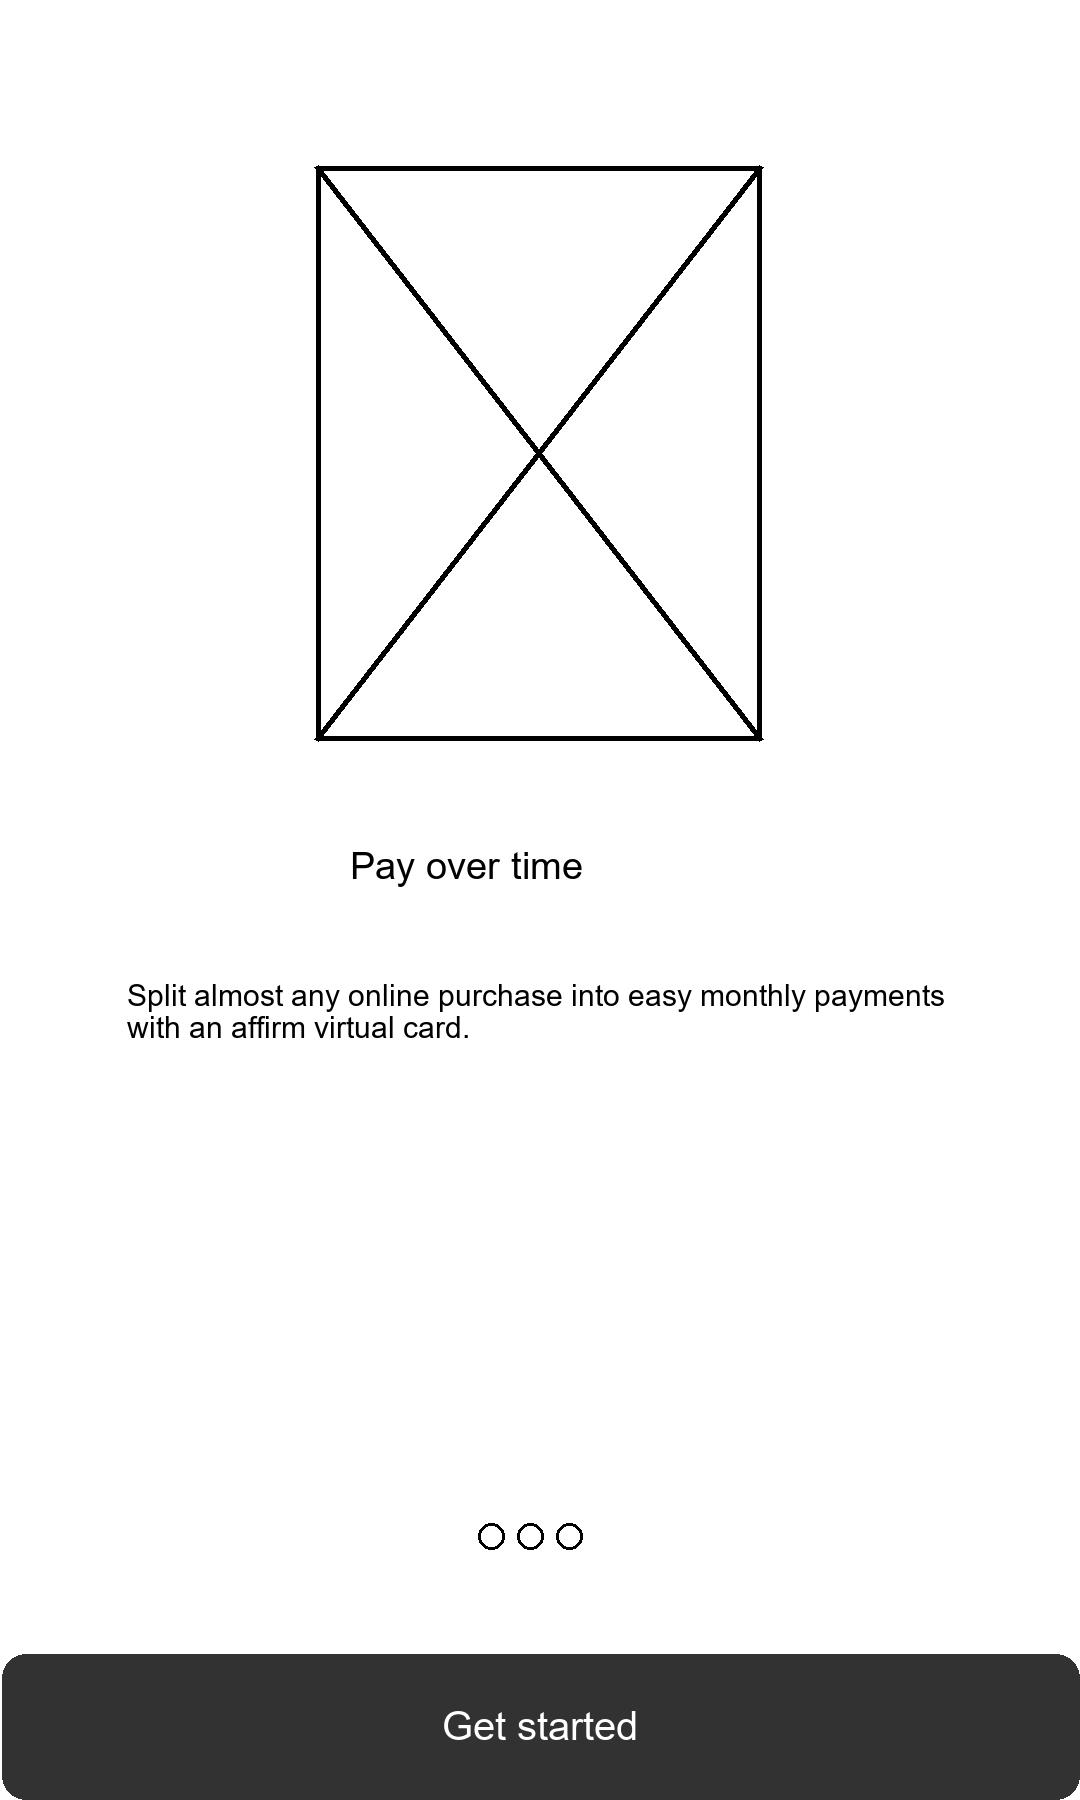 Pay over time
Split almost any online purchase into easy monthly payments
with an affirm virtual card.
Get started